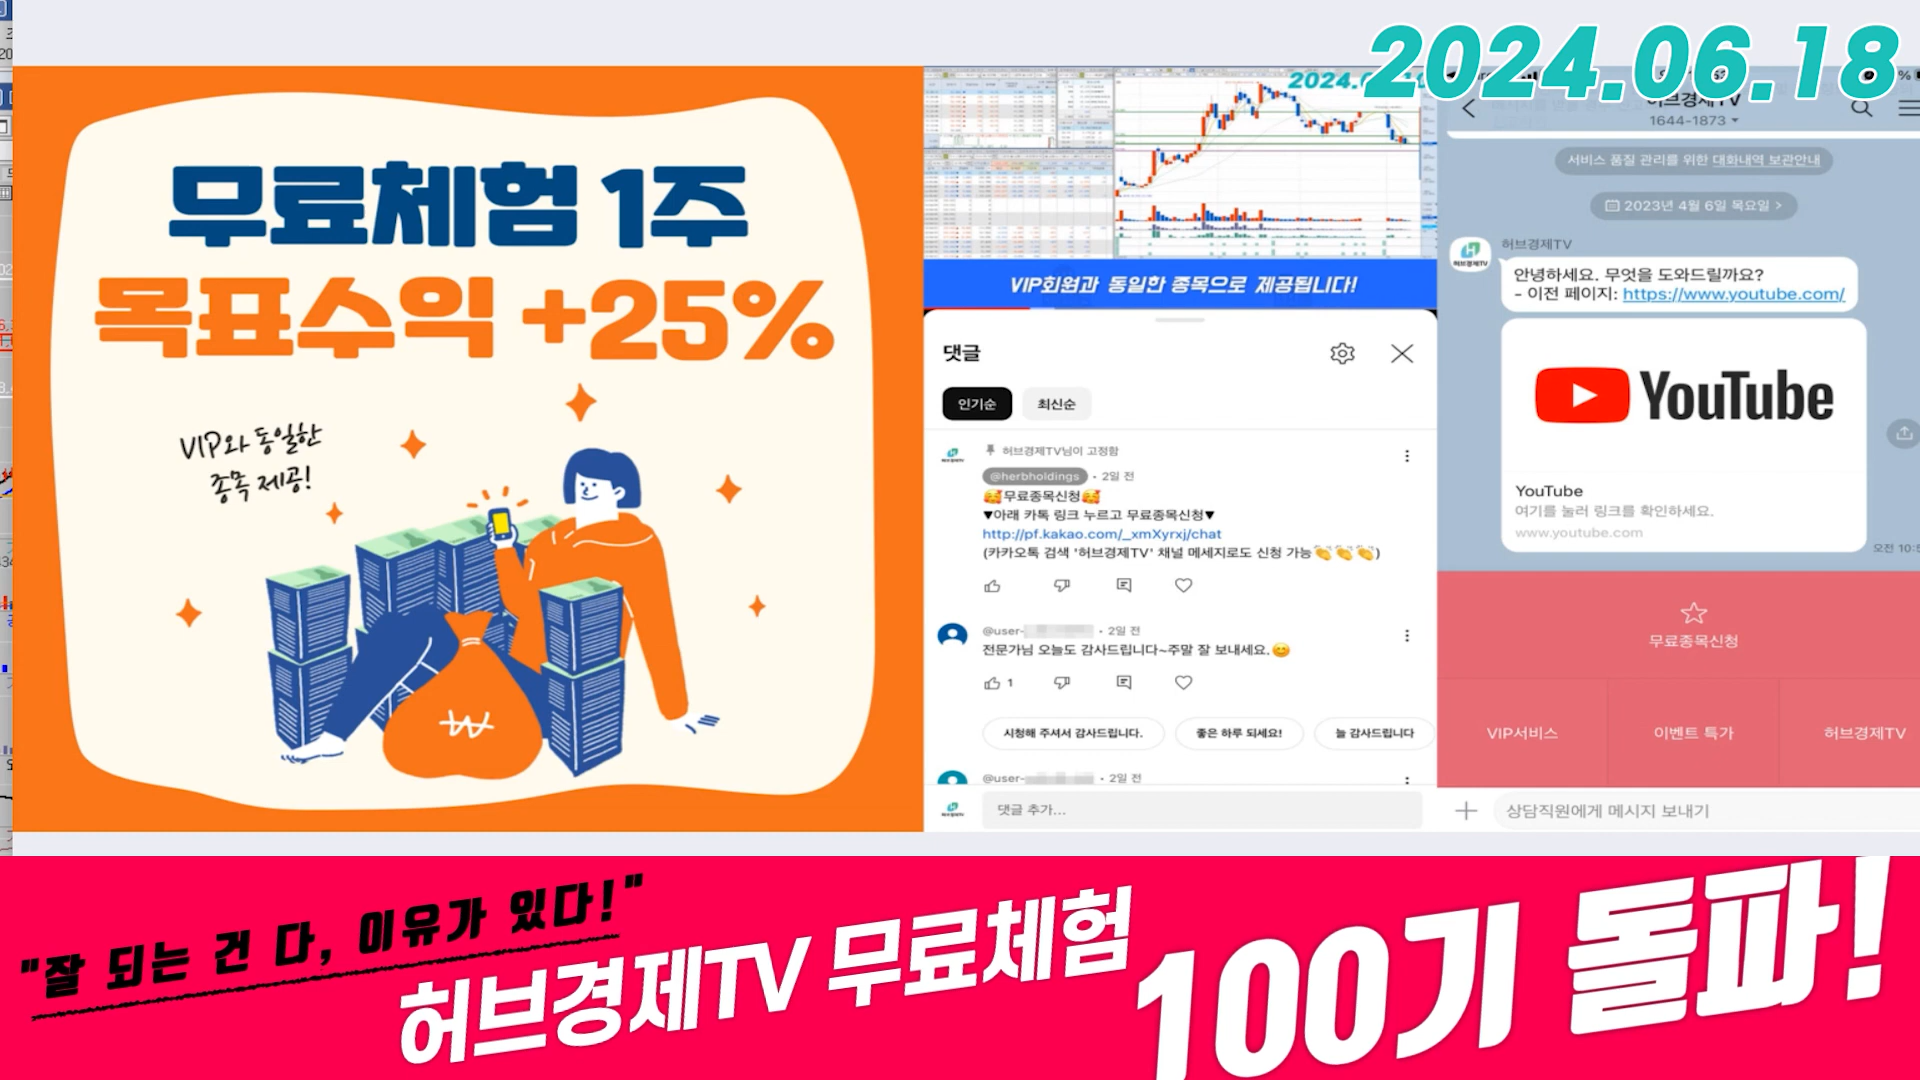 2024.06.18
무료체험 1주
목표수익 +25%
VIP와 동일한
종목 제공!
VIP회원과 동일한 종목으로 제공됩니다!
댓글
인기순
최신순
허브경제TV님이 고정함
@herbholdings · 2일 전
🥰무료종목신청🥰
▼아래 카톡 링크 누르고 무료종목신청▼
http://pf.kakao.com/_xmXyrxj/chat
(카카오톡 검색 '허브경제TV' 채널 메세지로도 신청 가능👏👏👏)
@user- · 2일 전
전문가님 오늘도 감사드립니다~주말 잘 보내세요.😊
1
시청해 주셔서 감사드립니다.
좋은 하루 되세요!
늘 감사드립니다
@user- · 2일 전
댓글 추가...
허브경제TV
1644-1873
서비스 품질 관리를 위한 대화내역 보관안내
2023년 4월 6일 목요일 >
허브경제TV
안녕하세요. 무엇을 도와드릴까요?
- 이전 페이지: https://www.youtube.com/
YouTube
YouTube
여기를 눌러 링크를 확인하세요.
www.youtube.com
무료종목신청
VIP서비스
이벤트 특가
허브경제TV
상담직원에게 메시지 보내기
"잘 되는 건 다, 이유가 있다!"
허브경제TV 무료체험
100기 돌파!